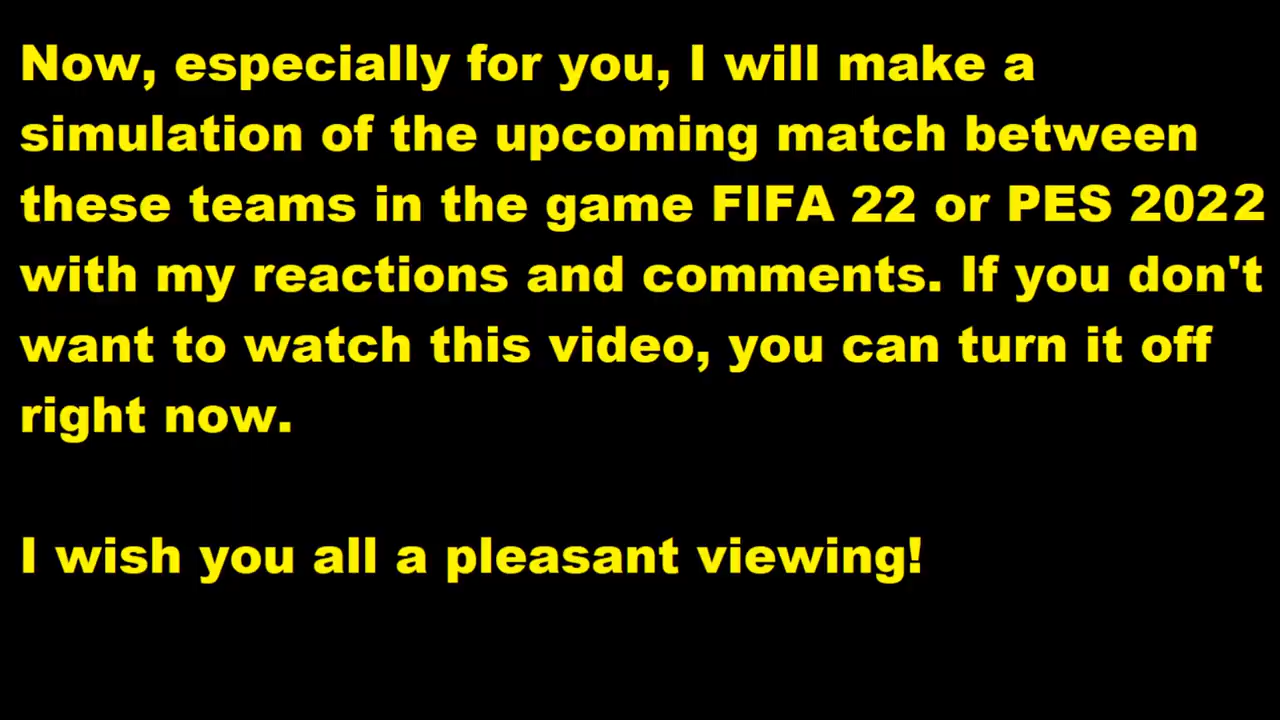 Now, especially for you, I will make a
simulation of the upcoming match between
these teams in the game FIFA 22 or PES 2022
with my reactions and comments. If you don't
want to watch this video, you can turn it off
right now.
I wish you all a pleasant viewing!